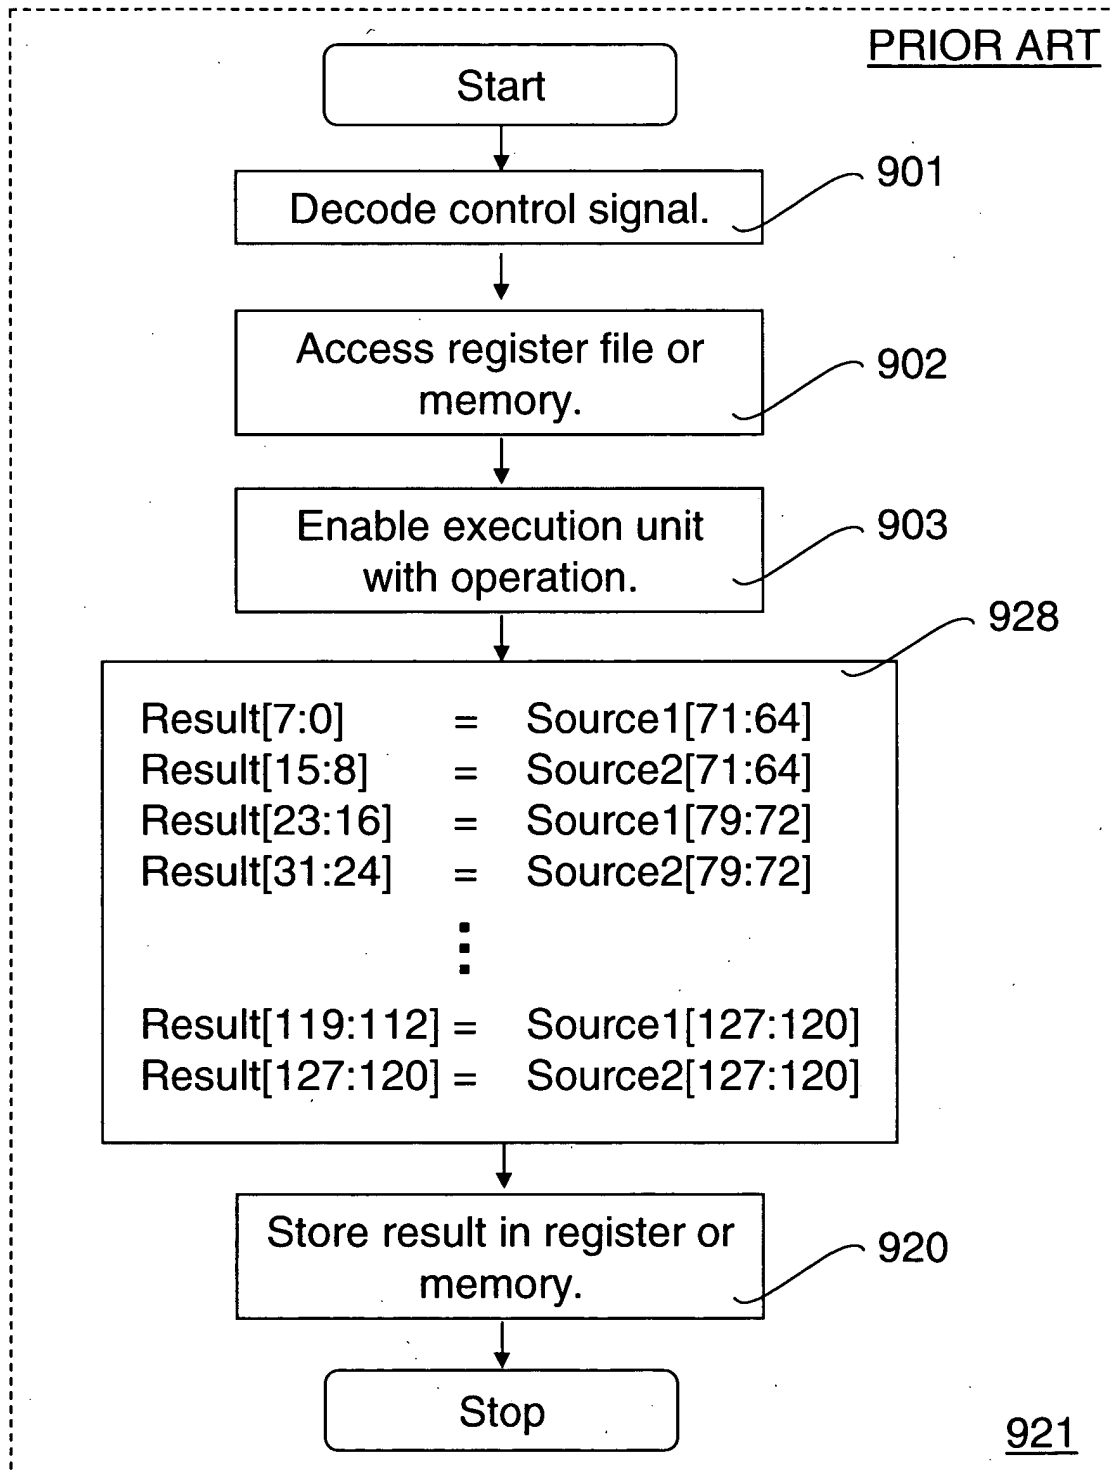 PRIOR ART
Start
901
Decode control signal.
Access register file or
memory.
902
Enable execution unit
with operation.
903
928
Result[7:0] = Source1[71:64]
Result[15:8] = Source2[71:64]
Result[23:16] = Source1[79:72]
Result[31:24] = Source2[79:72]
⋮
Result[119:112] = Source1[127:120]
Result[127:120] = Source2[127:120]
Store result in register or
memory.
920
Stop
921